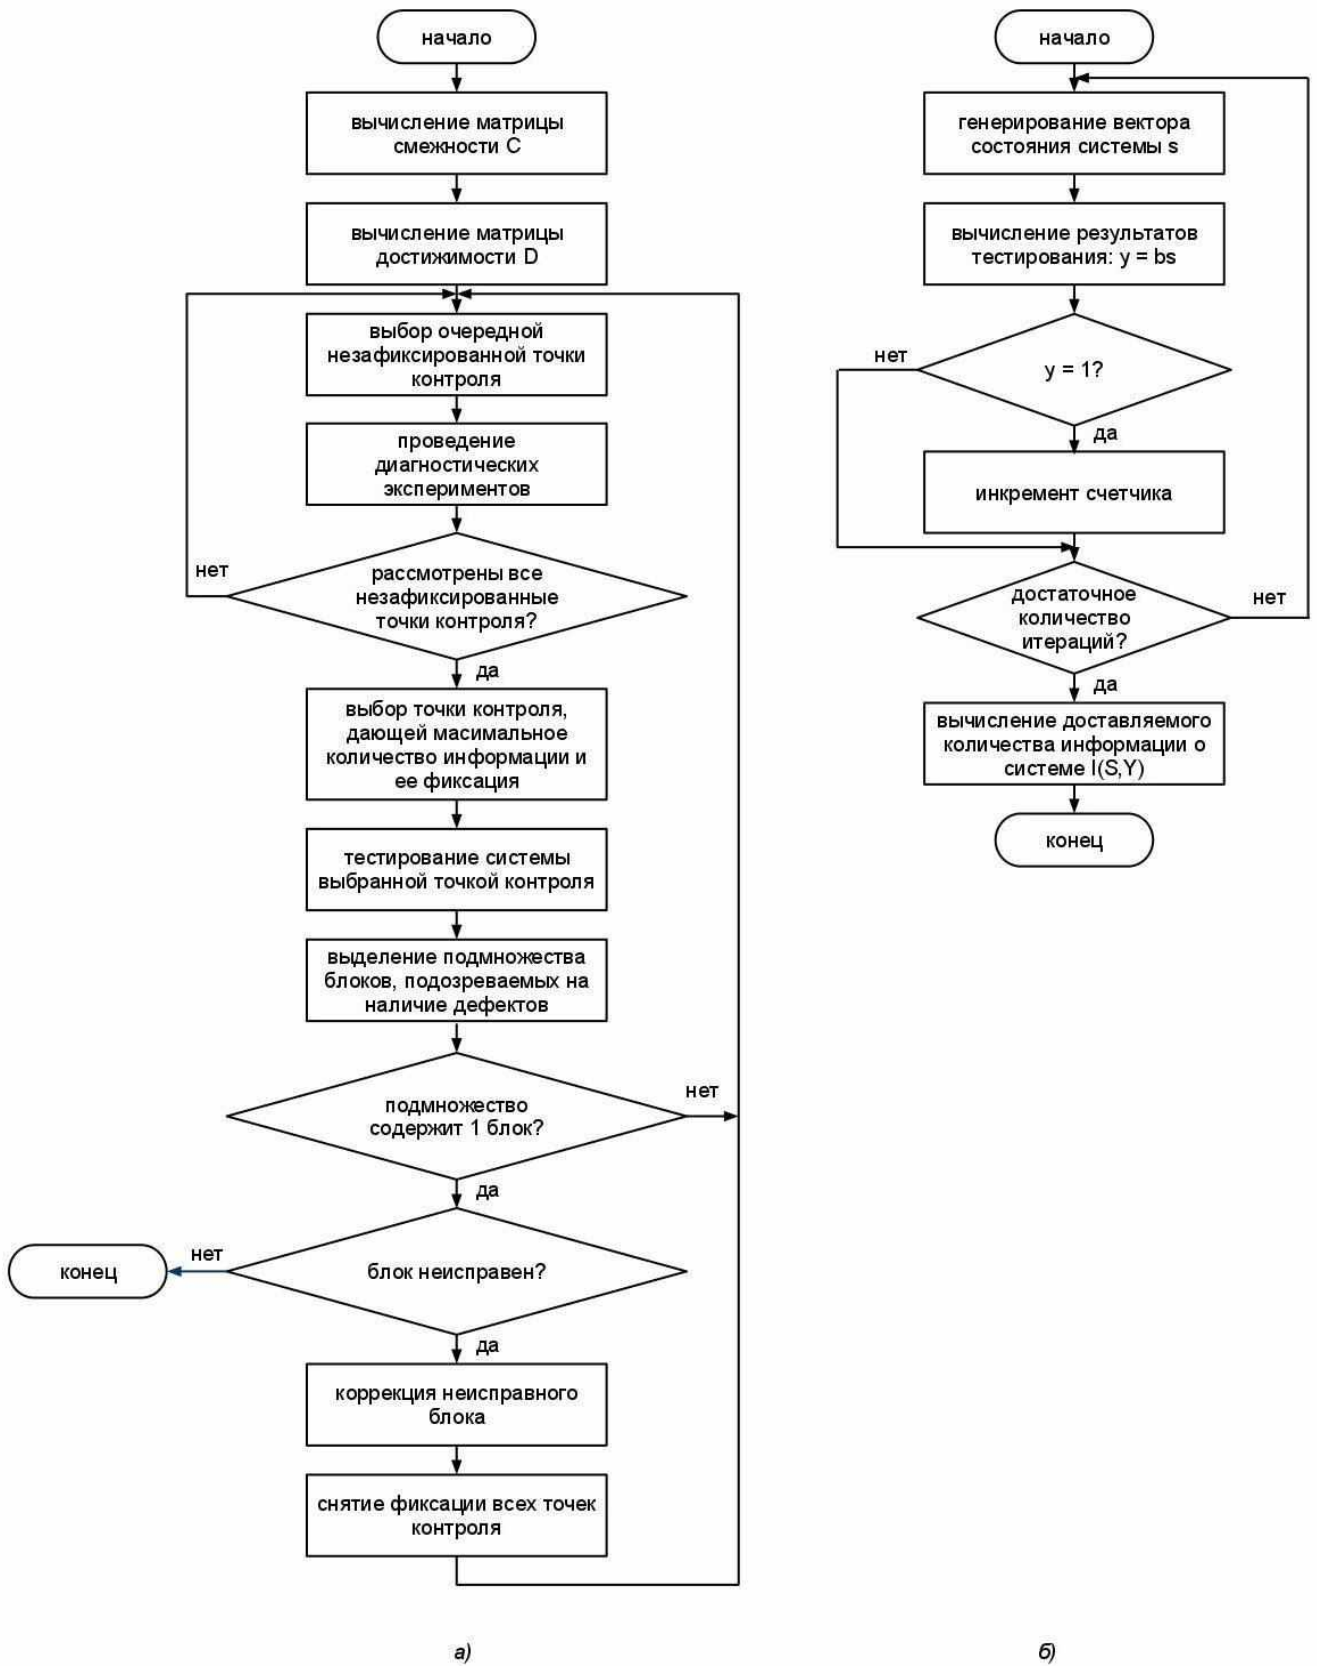 начало
вычисление матрицы
смежности С
вычисление матрицы
достижимости D
выбор очередной
незафиксированной точки
контроля
проведение
диагностических
экспериментов
нет
рассмотрены все
незафиксированные
точки контроля?
да
выбор точки контроля,
дающей масимальное
количество информации и
ее фиксация
тестирование системы
выбранной точкой контроля
выделение подмножества
блоков, подозреваемых на
наличие дефектов
нет
подмножество
содержит 1 блок?
да
конец
нет
блок неисправен?
да
коррекция неисправного
блока
снятие фиксации всех точек
контроля
а)
начало
генерирование вектора
состояния системы s
вычисление результатов
тестирования: y = bs
нет
y = 1?
да
инкремент счетчика
достаточное
количество
итераций?
нет
да
вычисление доставляемого
количества информации о
системе I(S,Y)
конец
б)